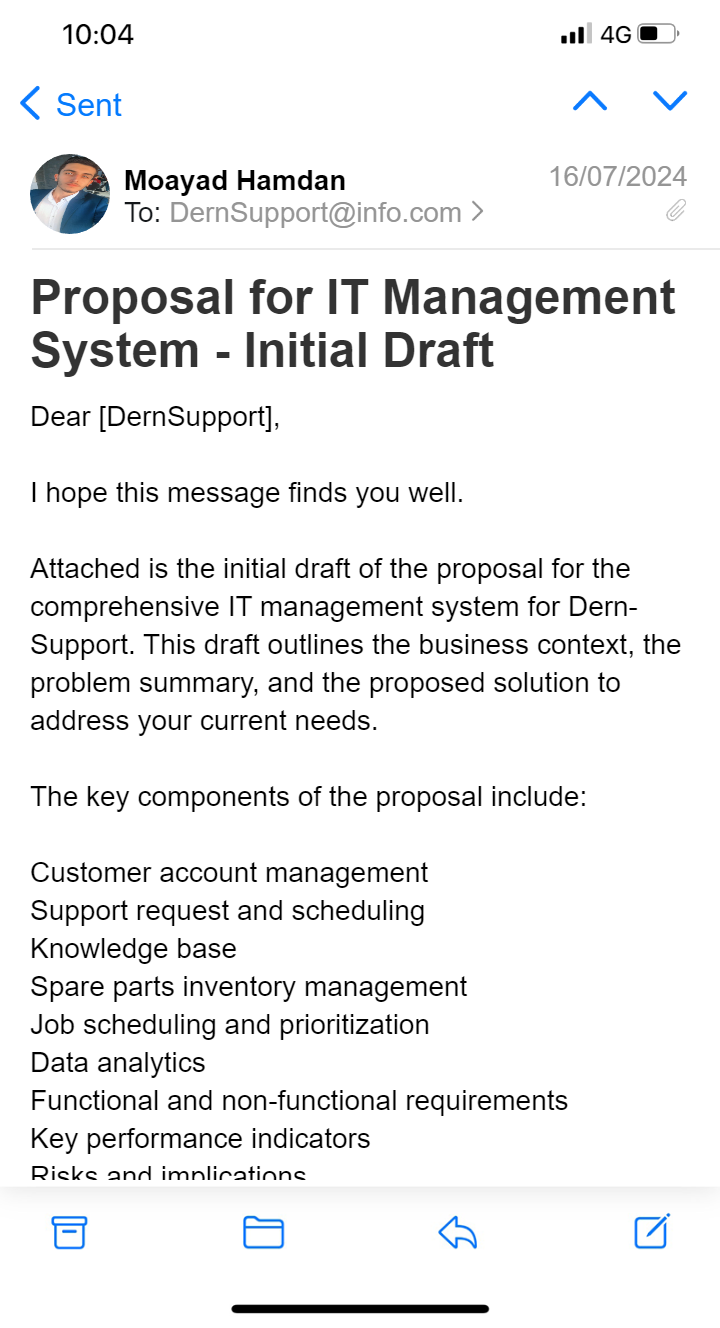 10:04
4G
Sent
Moayad Hamdan
16/07/2024
To: DernSupport@info.com
Proposal for IT Management
System - Initial Draft
Dear [DernSupport],
I hope this message finds you well.
Attached is the initial draft of the proposal for the
comprehensive IT management system for Dern-
Support. This draft outlines the business context, the
problem summary, and the proposed solution to
address your current needs.
The key components of the proposal include:
Customer account management
Support request and scheduling
Knowledge base
Spare parts inventory management
Job scheduling and prioritization
Data analytics
Functional and non-functional requirements
Key performance indicators
Risks and implications